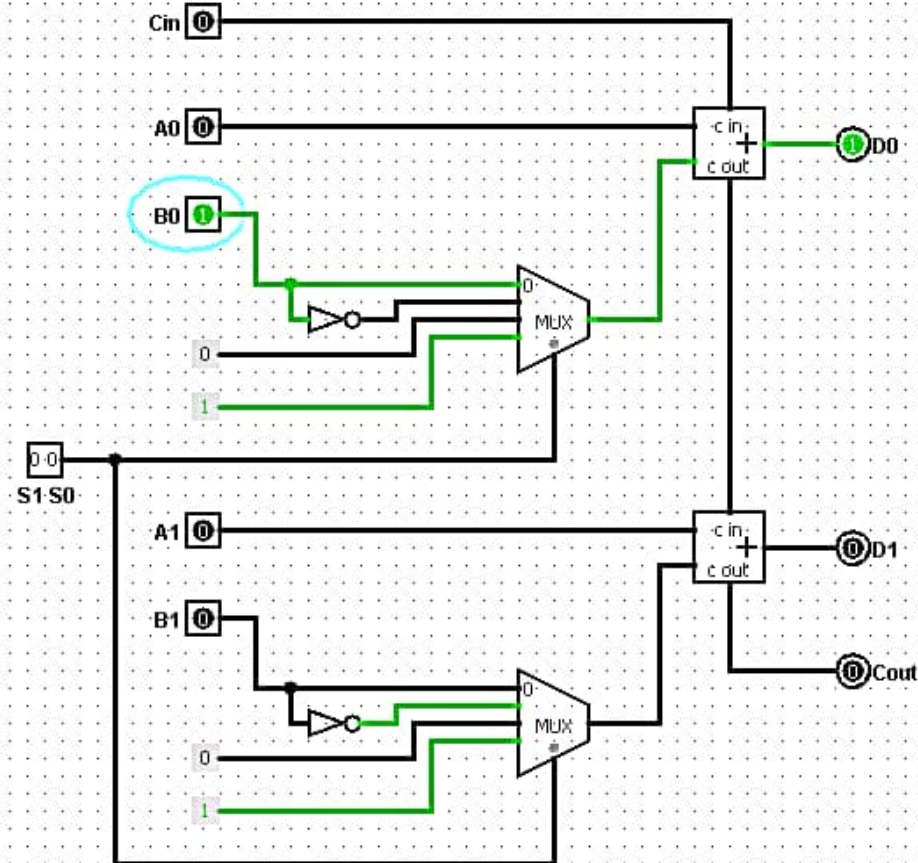 Cin 0
A0 0
c in
+
c out
1 D0
B0 1
0
MUX
0
1
0 0
S1 S0
A1 0
c in
+
c out
0 D1
B1 0
0 Cout
0
MUX
0
1